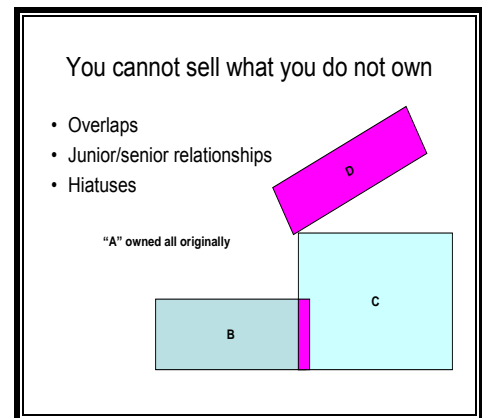 You cannot sell what you do not own
• Overlaps
• Junior/senior relationships
• Hiatuses
D
"A" owned all originally
C
B